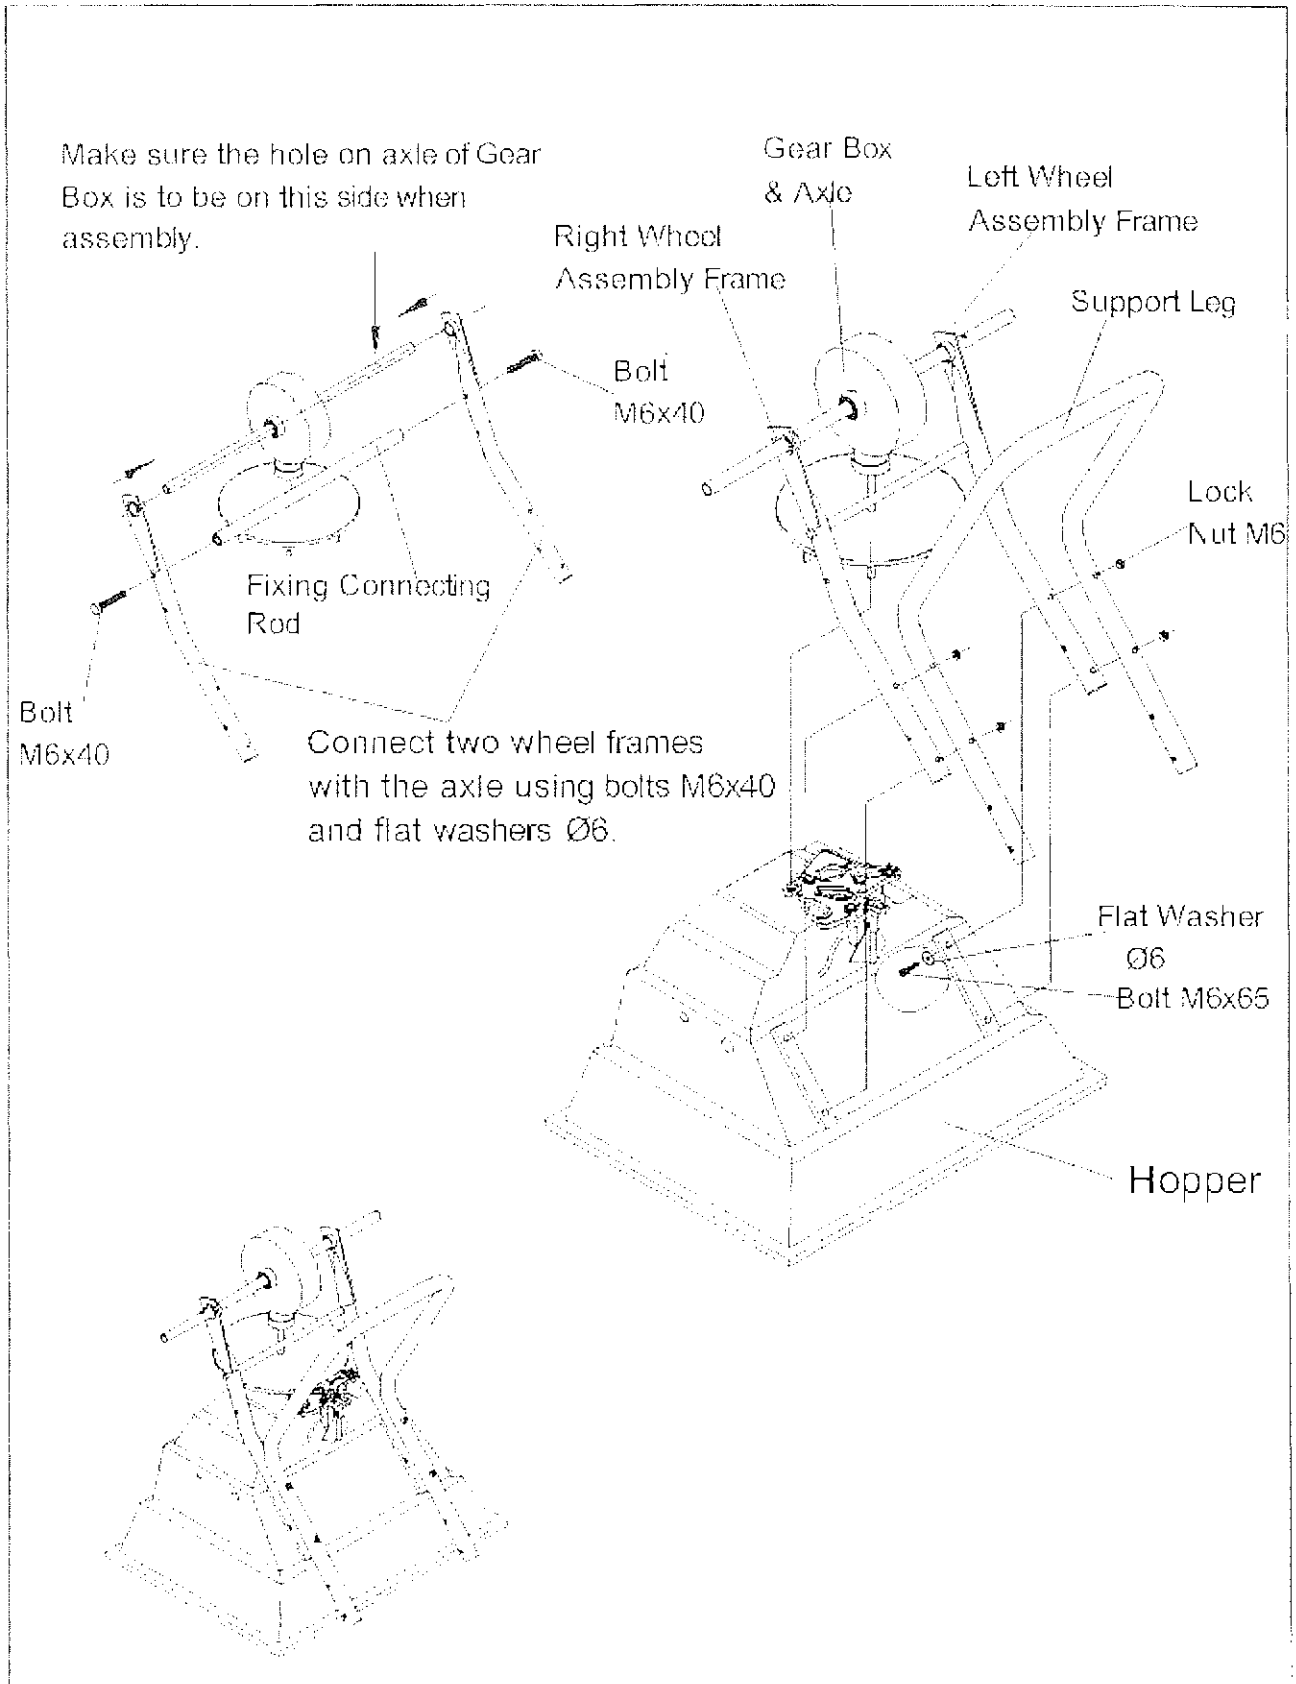 Make sure the hole on axle of Gear
Box is to be on this side when
assembly.
Gear Box
& Axle
Left Wheel
Assembly Frame
Right Wheel
Assembly Frame
Support Leg
Bolt
M6x40
Lock
Nut M6
Fixing Connecting
Rod
Bolt
M6x40
Connect two wheel frames
with the axle using bolts M6x40
and flat washers Ø6.
Flat Washer
Ø6
Bolt M6x65
Hopper